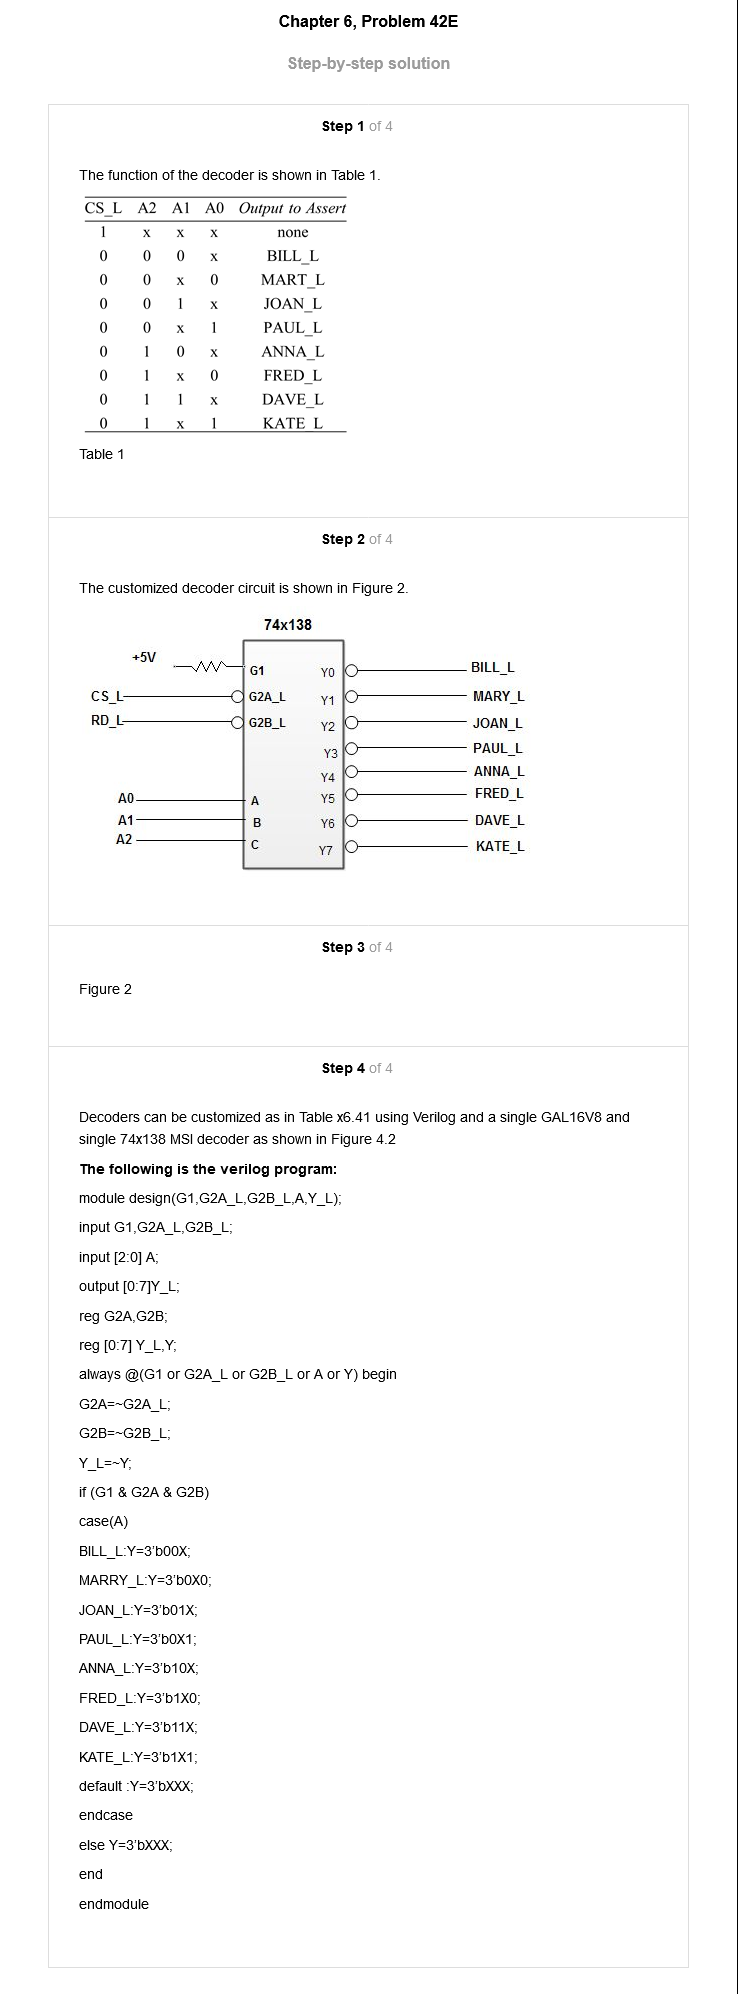 Chapter 6, Problem 42E
Step-by-step solution
Step 1 of 4
The function of the decoder is shown in Table 1.
CS_L A2 A1 A0 Output to Assert
1 x x x none
0 0 0 x BILL_L
0 0 x 0 MART_L
0 0 1 x JOAN_L
0 0 x 1 PAUL_L
0 1 0 x ANNA_L
0 1 x 0 FRED_L
0 1 1 x DAVE_L
0 1 x 1 KATE_L
Table 1
Step 2 of 4
The customized decoder circuit is shown in Figure 2.
74x138
+5V G1 Y0 BILL_L
CS_L G2A_L Y1 MARY_L
RD_L G2B_L Y2 JOAN_L
Y3 PAUL_L
Y4 ANNA_L
A0 A Y5 FRED_L
A1 B Y6 DAVE_L
A2 C Y7 KATE_L
Step 3 of 4
Figure 2
Step 4 of 4
Decoders can be customized as in Table x6.41 using Verilog and a single GAL16V8 and
single 74x138 MSI decoder as shown in Figure 4.2
The following is the verilog program:
module design(G1,G2A_L,G2B_L,A,Y_L);
input G1,G2A_L,G2B_L;
input [2:0] A;
output [0:7]Y_L;
reg G2A,G2B;
reg [0:7] Y_L,Y;
always @(G1 or G2A_L or G2B_L or A or Y) begin
G2A=~G2A_L;
G2B=~G2B_L;
Y_L=~Y;
if (G1 & G2A & G2B)
case(A)
BILL_L:Y=3'b00X;
MARRY_L:Y=3'b0X0;
JOAN_L:Y=3'b01X;
PAUL_L:Y=3'b0X1;
ANNA_L:Y=3'b10X;
FRED_L:Y=3'b1X0;
DAVE_L:Y=3'b11X;
KATE_L:Y=3'b1X1;
default :Y=3'bXXX;
endcase
else Y=3'bXXX;
end
endmodule